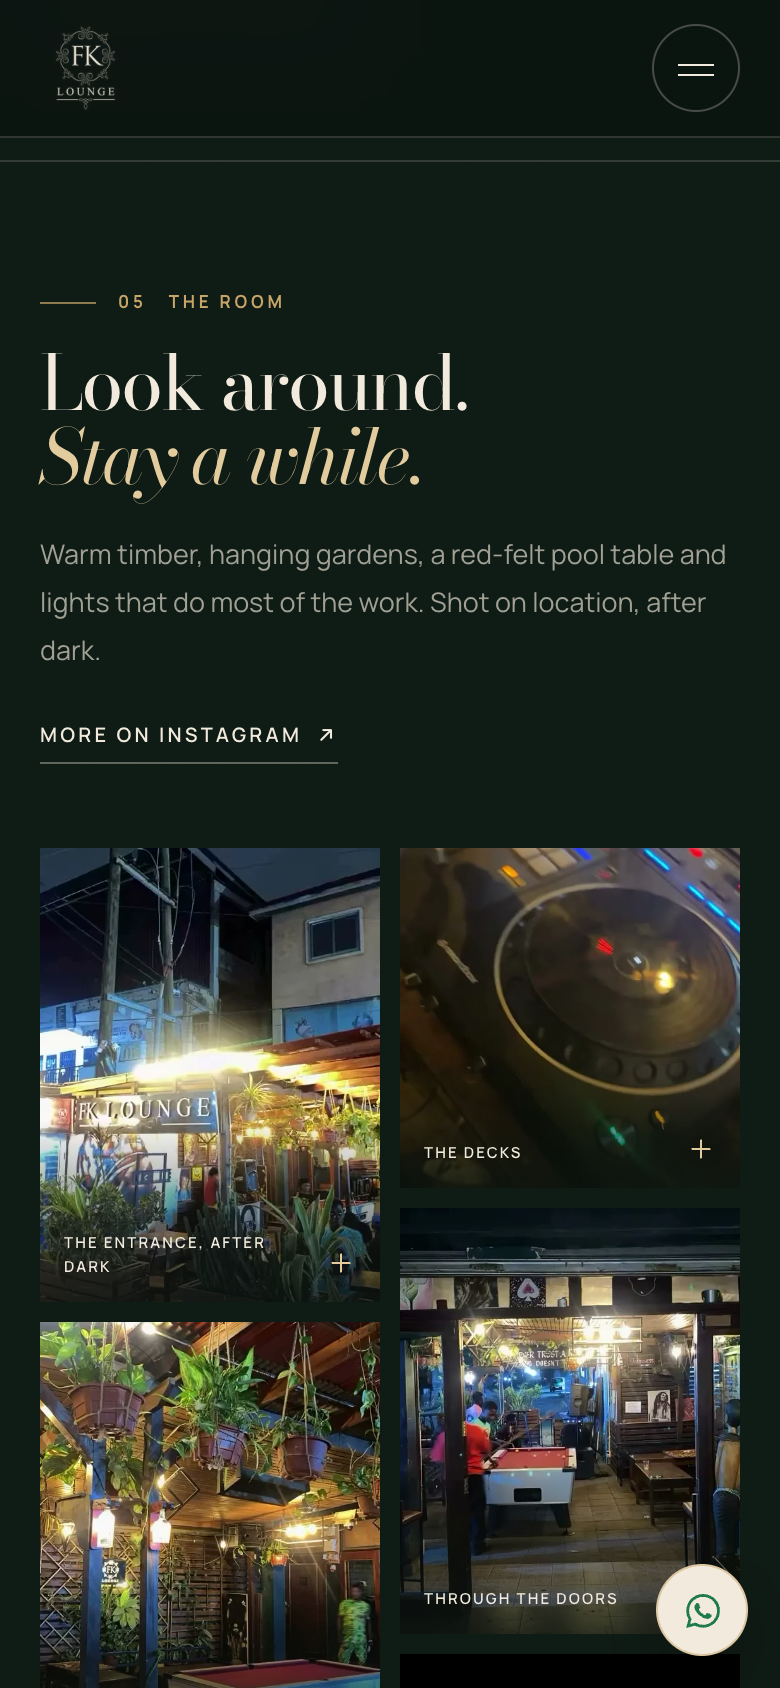 FK
LOUNGE
05 THE ROOM
Look around.
Stay a while.
Warm timber, hanging gardens, a red-felt pool table and
lights that do most of the work. Shot on location, after
dark.
MORE ON INSTAGRAM
FK LOUNGE
THE ENTRANCE, AFTER
DARK
THE DECKS
THROUGH THE DOORS
FK
LOUNGE